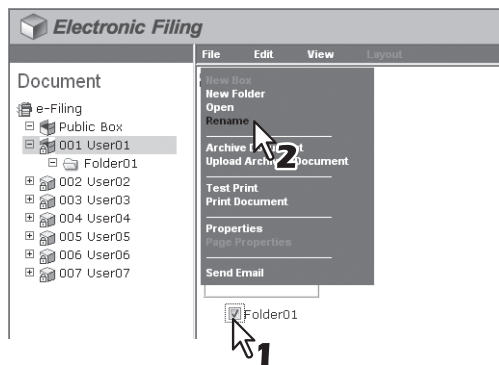 Electronic Filing
File Edit View Layout
Document
e-Filing
Public Box
001 User01
Folder01
002 User02
003 User03
004 User04
005 User05
006 User06
007 User07
New Box
New Folder
Open
Rename
Archive Document
Upload Archive Document
Test Print
Print Document
Properties
Page Properties
Send Email
2
Folder01
1